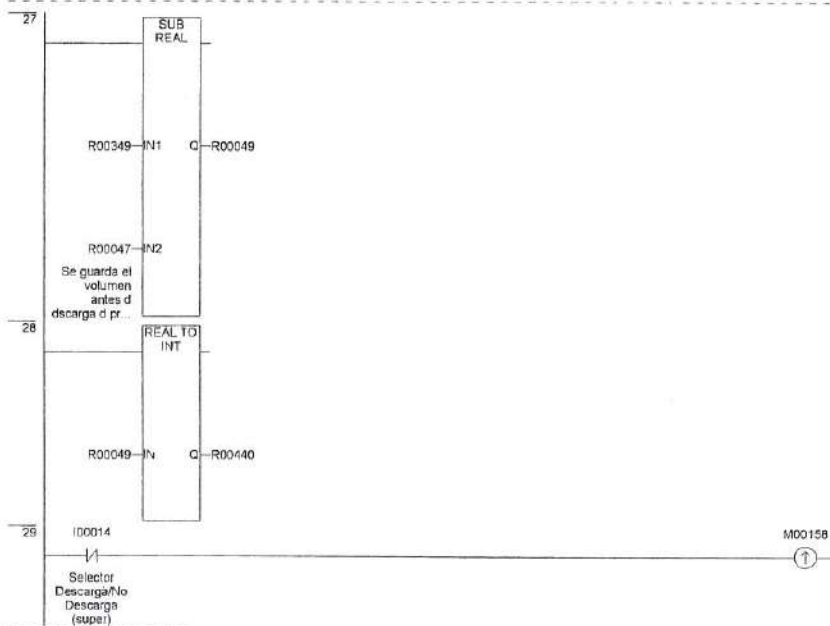 27
SUB
REAL
R00349 IN1 Q R00049
R00047 IN2
Se guarda el
volumen
antes d
dscarga d pr...
28
REAL TO
INT
R00049 IN Q R00440
29
I00014
M00158
Selector
Descarga/No
Descarga
(super)